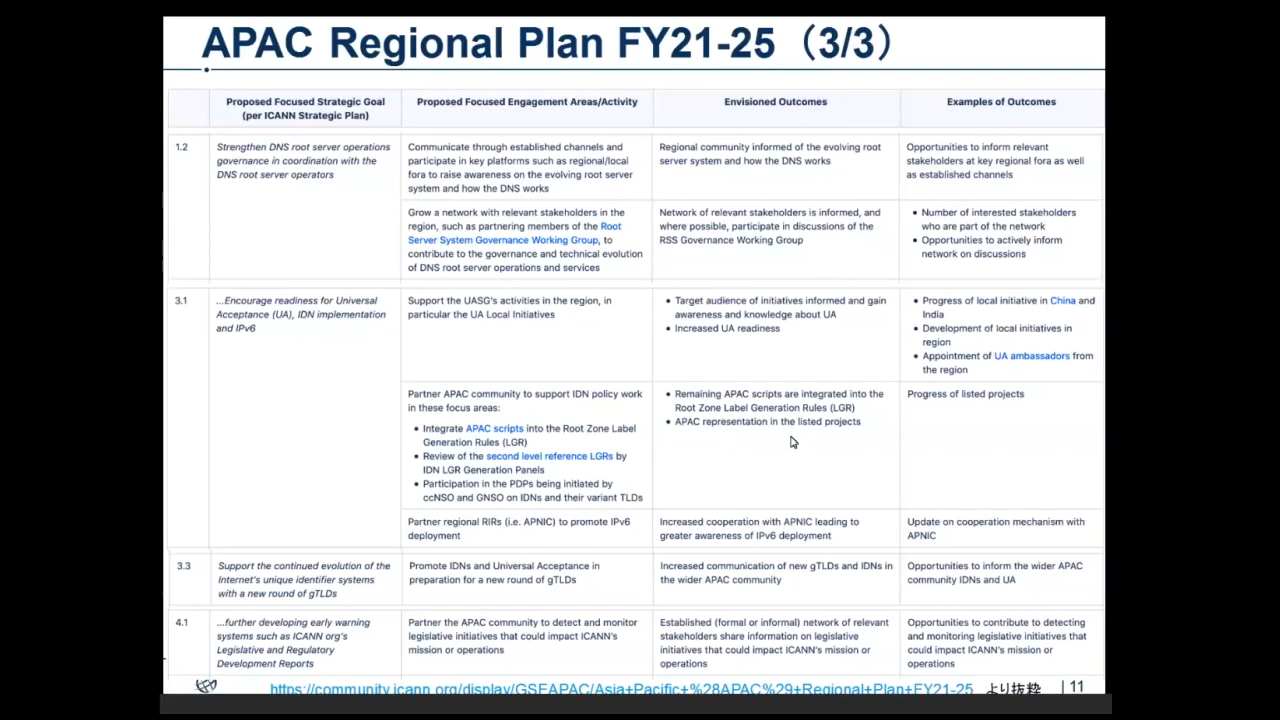 APAC Regional Plan FY21-25（3/3）
Proposed Focused Strategic Goal
(per ICANN Strategic Plan)
Proposed Focused Engagement Areas/Activity
Envisioned Outcomes
Examples of Outcomes
1.2
Strengthen DNS root server operations
governance in coordination with the
DNS root server operators
Communicate through established channels and
participate in key platforms such as regional/local
fora to raise awareness on the evolving root server
system and how the DNS works
Regional community informed of the evolving root
server system and how the DNS works
Opportunities to inform relevant
stakeholders at key regional fora as well
as established channels
Grow a network with relevant stakeholders in the
region, such as partnering members of the Root
Server System Governance Working Group, to
contribute to the governance and technical evolution
of DNS root server operations and services
Network of relevant stakeholders is informed, and
where possible, participate in discussions of the
RSS Governance Working Group
• Number of interested stakeholders
who are part of the network
• Opportunities to actively inform
network on discussions
3.1
...Encourage readiness for Universal
Acceptance (UA), IDN implementation
and IPv6
Support the UASG's activities in the region, in
particular the UA Local Initiatives
• Target audience of initiatives informed and gain
awareness and knowledge about UA
• Increased UA readiness
• Progress of local initiative in China and
India
• Development of local initiatives in
region
• Appointment of UA ambassadors from
the region
Partner APAC community to support IDN policy work
in these focus areas:
• Integrate APAC scripts into the Root Zone Label
Generation Rules (LGR)
• Review of the second level reference LGRs by
IDN LGR Generation Panels
• Participation in the PDPs being initiated by
ccNSO and GNSO on IDNs and their variant TLDs
• Remaining APAC scripts are integrated into the
Root Zone Label Generation Rules (LGR)
• APAC representation in the listed projects
Progress of listed projects
Partner regional RIRs (i.e. APNIC) to promote IPv6
deployment
Increased cooperation with APNIC leading to
greater awareness of IPv6 deployment
Update on cooperation mechanism with
APNIC
3.3
Support the continued evolution of the
Internet's unique identifier systems
with a new round of gTLDs
Promote IDNs and Universal Acceptance in
preparation for a new round of gTLDs
Increased communication of new gTLDs and IDNs in
the wider APAC community
Opportunities to inform the wider APAC
community IDNs and UA
4.1
...further developing early warning
systems such as ICANN org's
Legislative and Regulatory
Development Reports
Partner the APAC community to detect and monitor
legislative initiatives that could impact ICANN's
mission or operations
Established (formal or informal) network of relevant
stakeholders share information on legislative
initiatives that could impact ICANN's mission or
operations
Opportunities to contribute to detecting
and monitoring legislative initiatives that
could impact ICANN's mission or
operations
https://community.icann.org/display/GSEAPAC/Asia+Pacific+%28APAC%29+Regional+Plan+FY21-25 より抜粋 | 11